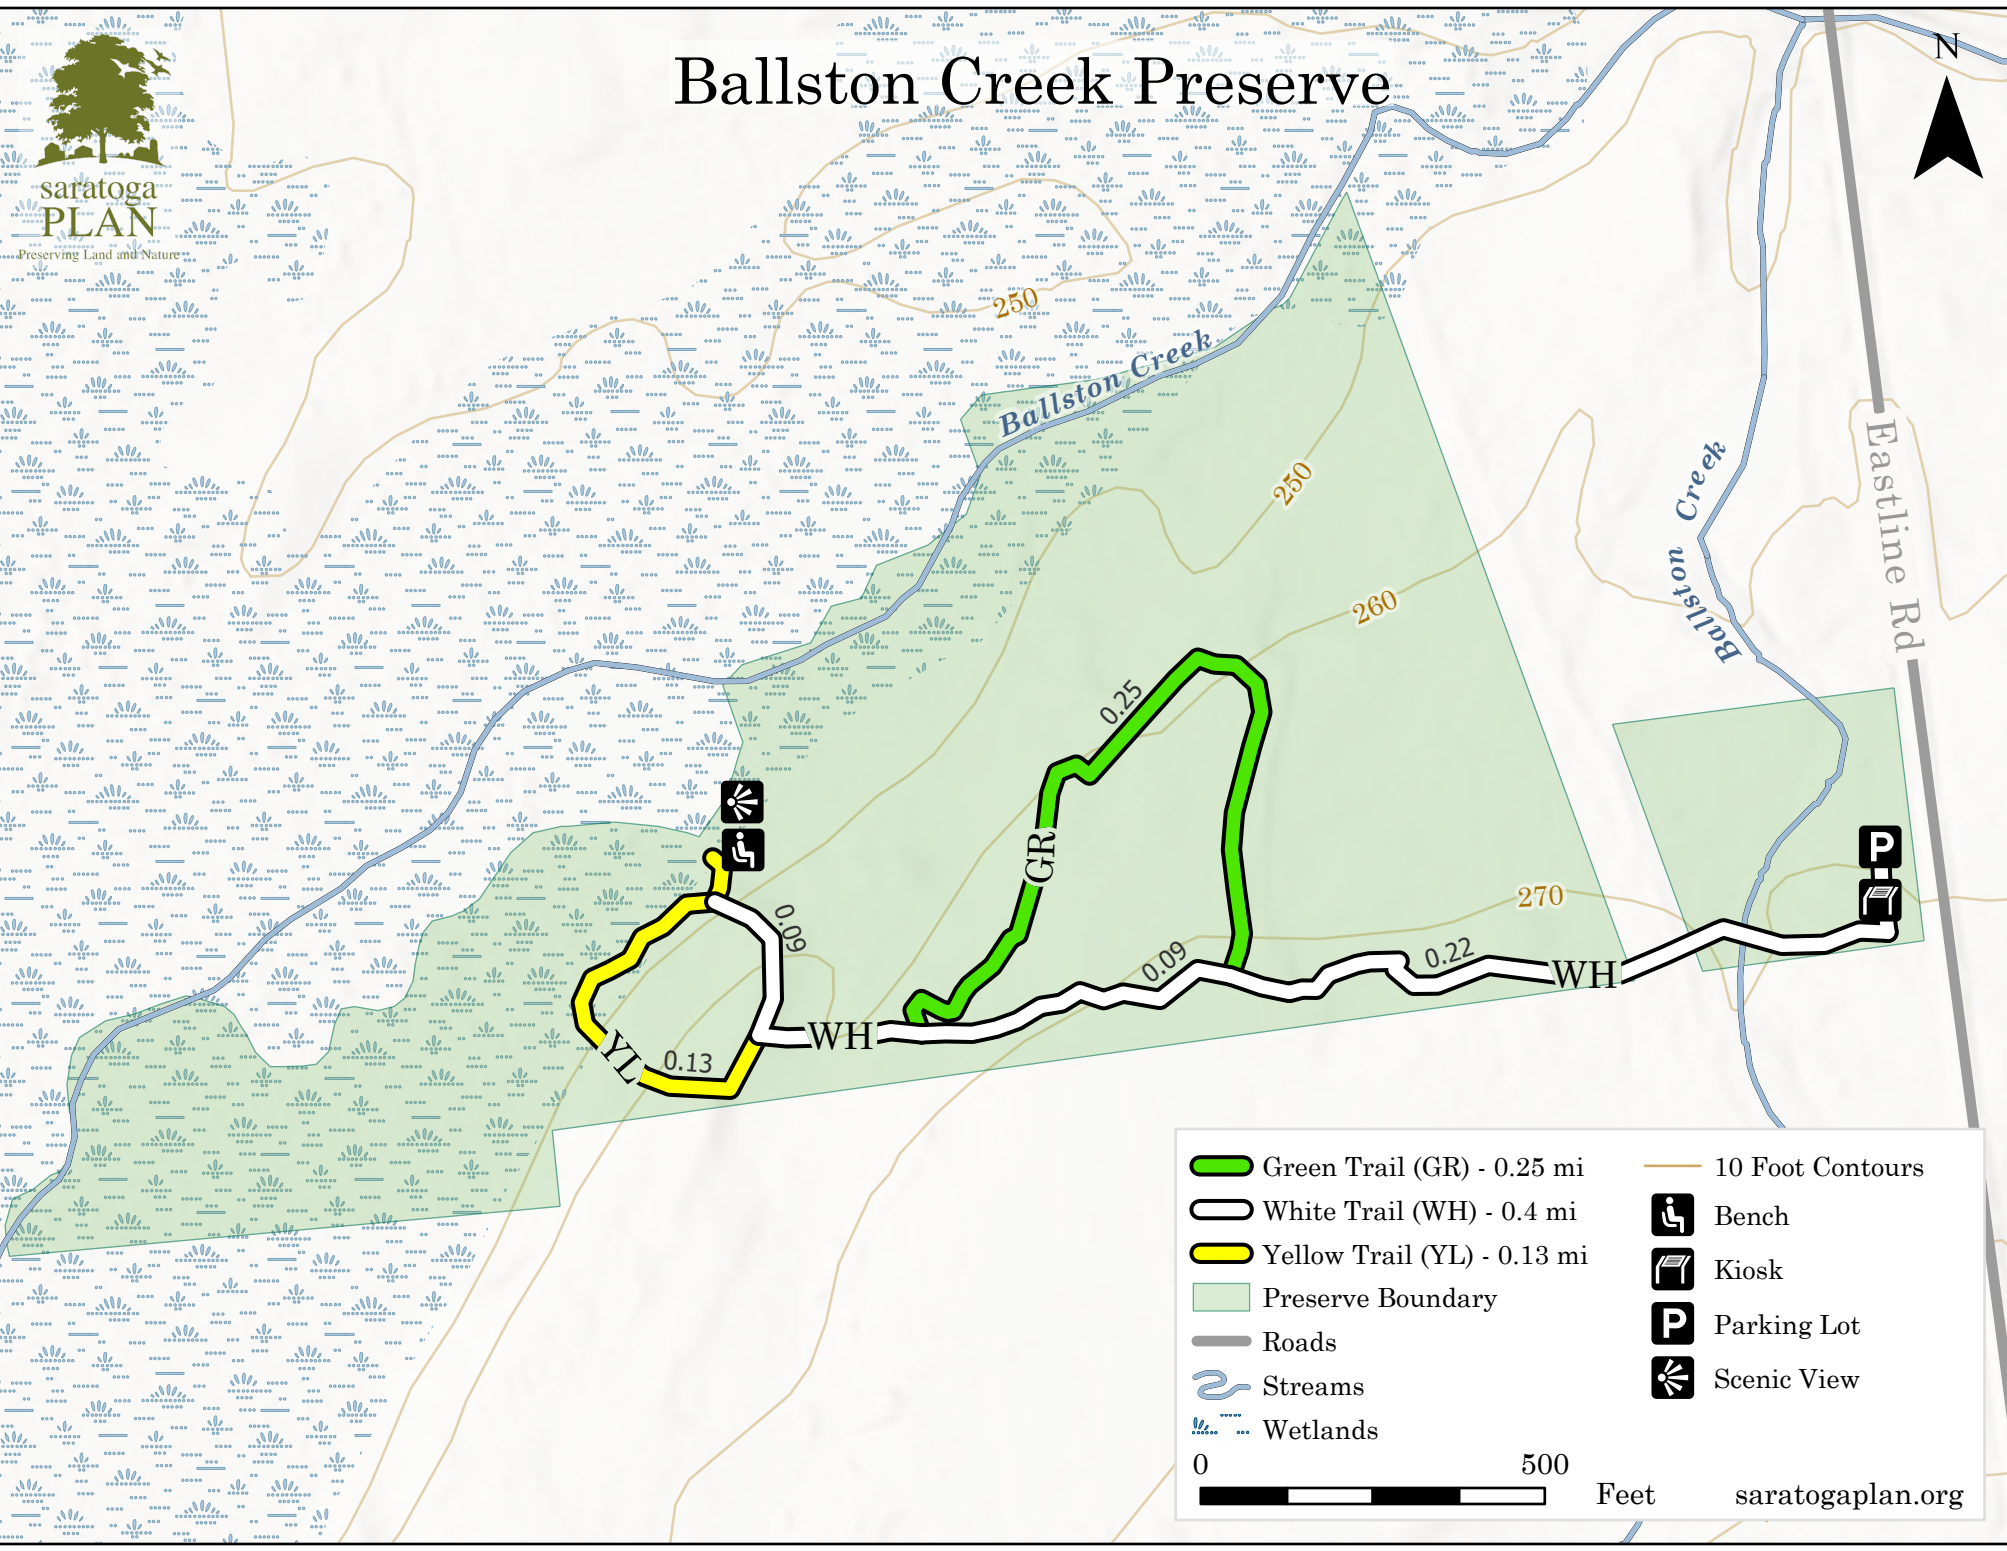 Ballston Creek Preserve
N
saratoga
PLAN
Preserving Land and Nature
250
Ballston Creek
250
260
Ballston Creek
Eastline Rd
0.25
GR
P
270
0.09
0.09
0.22
WH
WH
YL
0.13
Green Trail (GR) - 0.25 mi
White Trail (WH) - 0.4 mi
Yellow Trail (YL) - 0.13 mi
Preserve Boundary
Roads
Streams
Wetlands
10 Foot Contours
Bench
Kiosk
P Parking Lot
Scenic View
0 500
Feet
saratogaplan.org